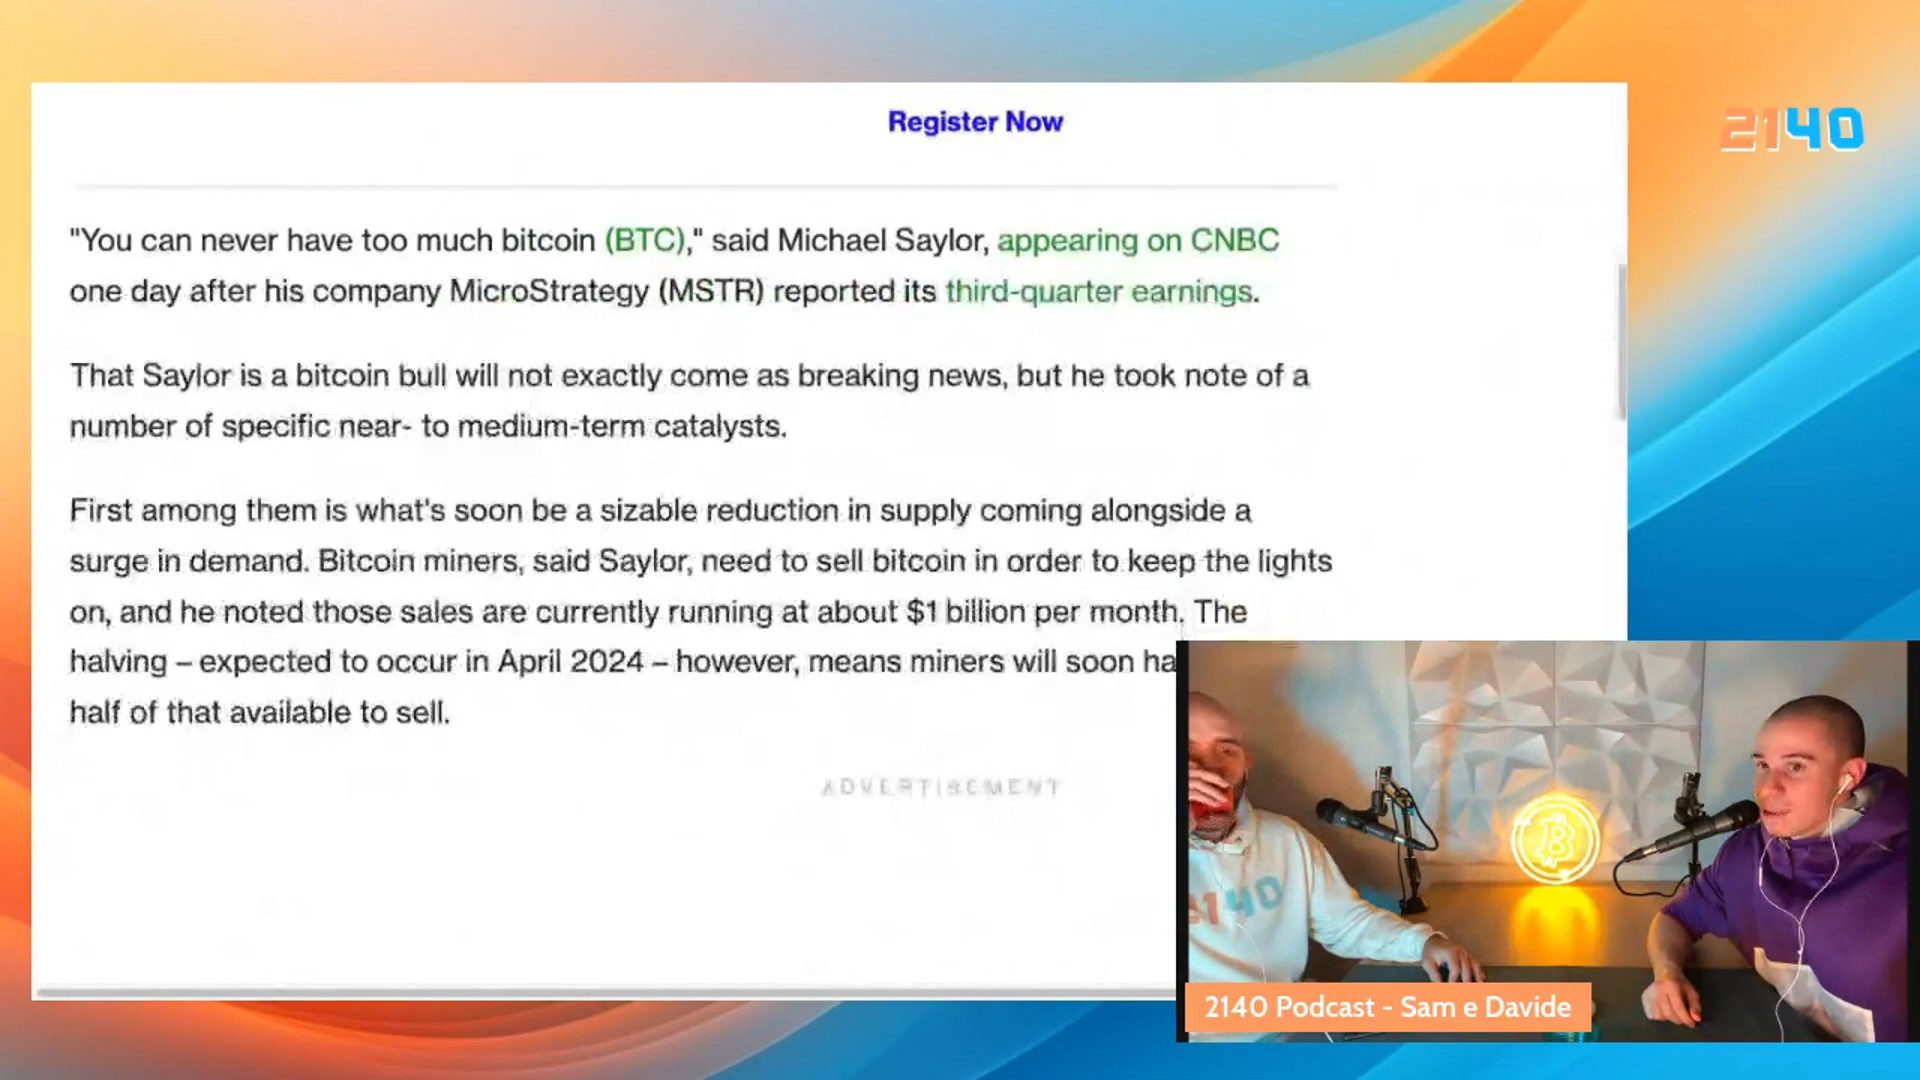 Register Now
2140
"You can never have too much bitcoin (BTC)," said Michael Saylor, appearing on CNBC
one day after his company MicroStrategy (MSTR) reported its third-quarter earnings.
That Saylor is a bitcoin bull will not exactly come as breaking news, but he took note of a
number of specific near- to medium-term catalysts.
First among them is what's soon be a sizable reduction in supply coming alongside a
surge in demand. Bitcoin miners, said Saylor, need to sell bitcoin in order to keep the lights
on, and he noted those sales are currently running at about $1 billion per month. The
halving – expected to occur in April 2024 – however, means miners will soon ha
half of that available to sell.
ADVERTISEMENT
2140
2140 Podcast - Sam e Davide